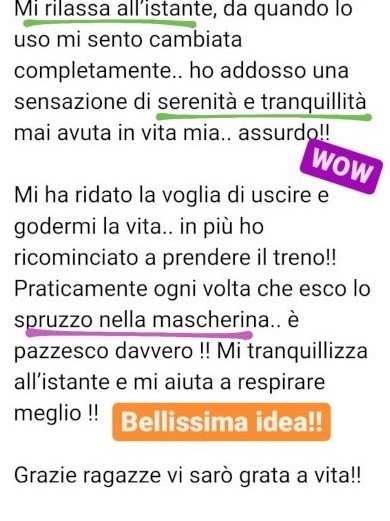 Mi rilassa all'istante, da quando lo
uso mi sento cambiata
completamente.. ho addosso una
sensazione di serenità e tranquillità
mai avuta in vita mia.. assurdo!!
WOW
Mi ha ridato la voglia di uscire e
godermi la vita.. in più ho
ricominciato a prendere il treno!!
Praticamente ogni volta che esco lo
spruzzo nella mascherina.. è
pazzesco davvero !! Mi tranquillizza
all'istante e mi aiuta a respirare
meglio !!
Bellissima idea!!
Grazie ragazze vi sarò grata a vita!!